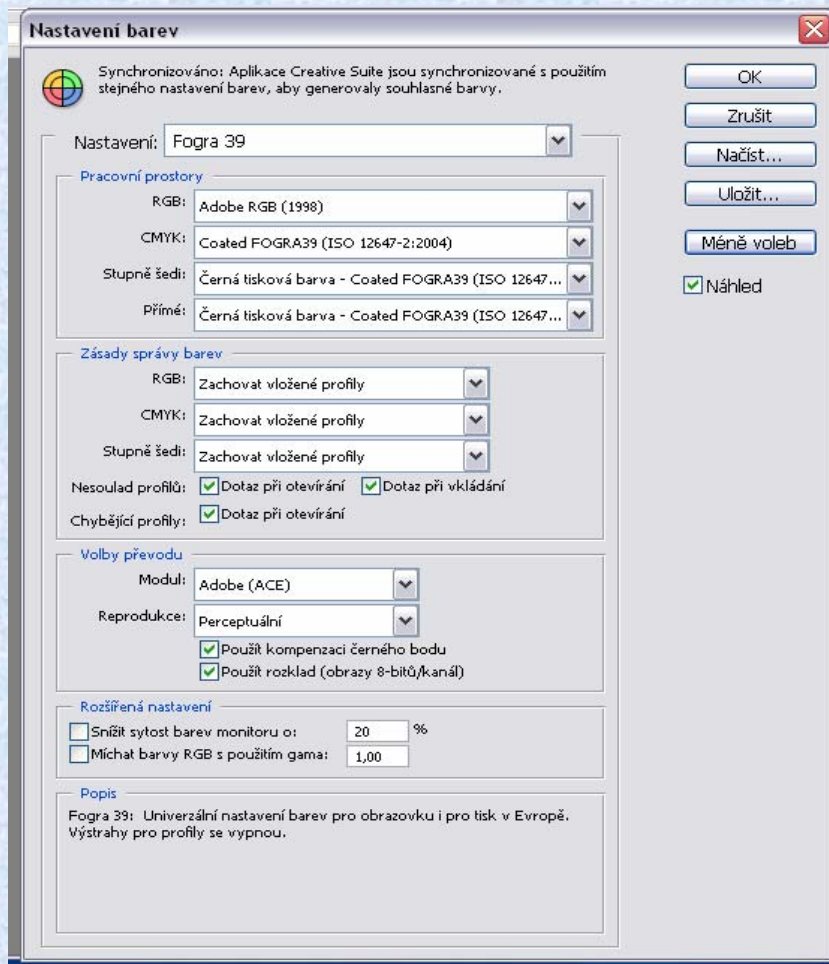 Nastavení barev
Synchronizováno: Aplikace Creative Suite jsou synchronizované s použitím
stejného nastavení barev, aby generovaly souhlasné barvy.
OK
Zrušit
Načíst...
Uložit...
Méně voleb
Náhled
Nastavení: Fogra 39
Pracovní prostory
RGB: Adobe RGB (1998)
CMYK: Coated FOGRA39 (ISO 12647-2:2004)
Stupně šedi: Černá tisková barva - Coated FOGRA39 (ISO 12647...
Přímé: Černá tisková barva - Coated FOGRA39 (ISO 12647...
Zásady správy barev
RGB: Zachovat vložené profily
CMYK: Zachovat vložené profily
Stupně šedi: Zachovat vložené profily
Nesoulad profilů: Dotaz při otevírání Dotaz při vkládání
Chybějící profily: Dotaz při otevírání
Volby převodu
Modul: Adobe (ACE)
Reprodukce: Perceptuální
Použít kompenzaci černého bodu
Použít rozklad (obrazy 8-bitů/kanál)
Rozšířená nastavení
Snížit sytost barev monitoru o: 20 %
Míchat barvy RGB s použitím gama: 1,00
Popis
Fogra 39: Univerzální nastavení barev pro obrazovku i pro tisk v Evropě.
Výstrahy pro profily se vypnou.